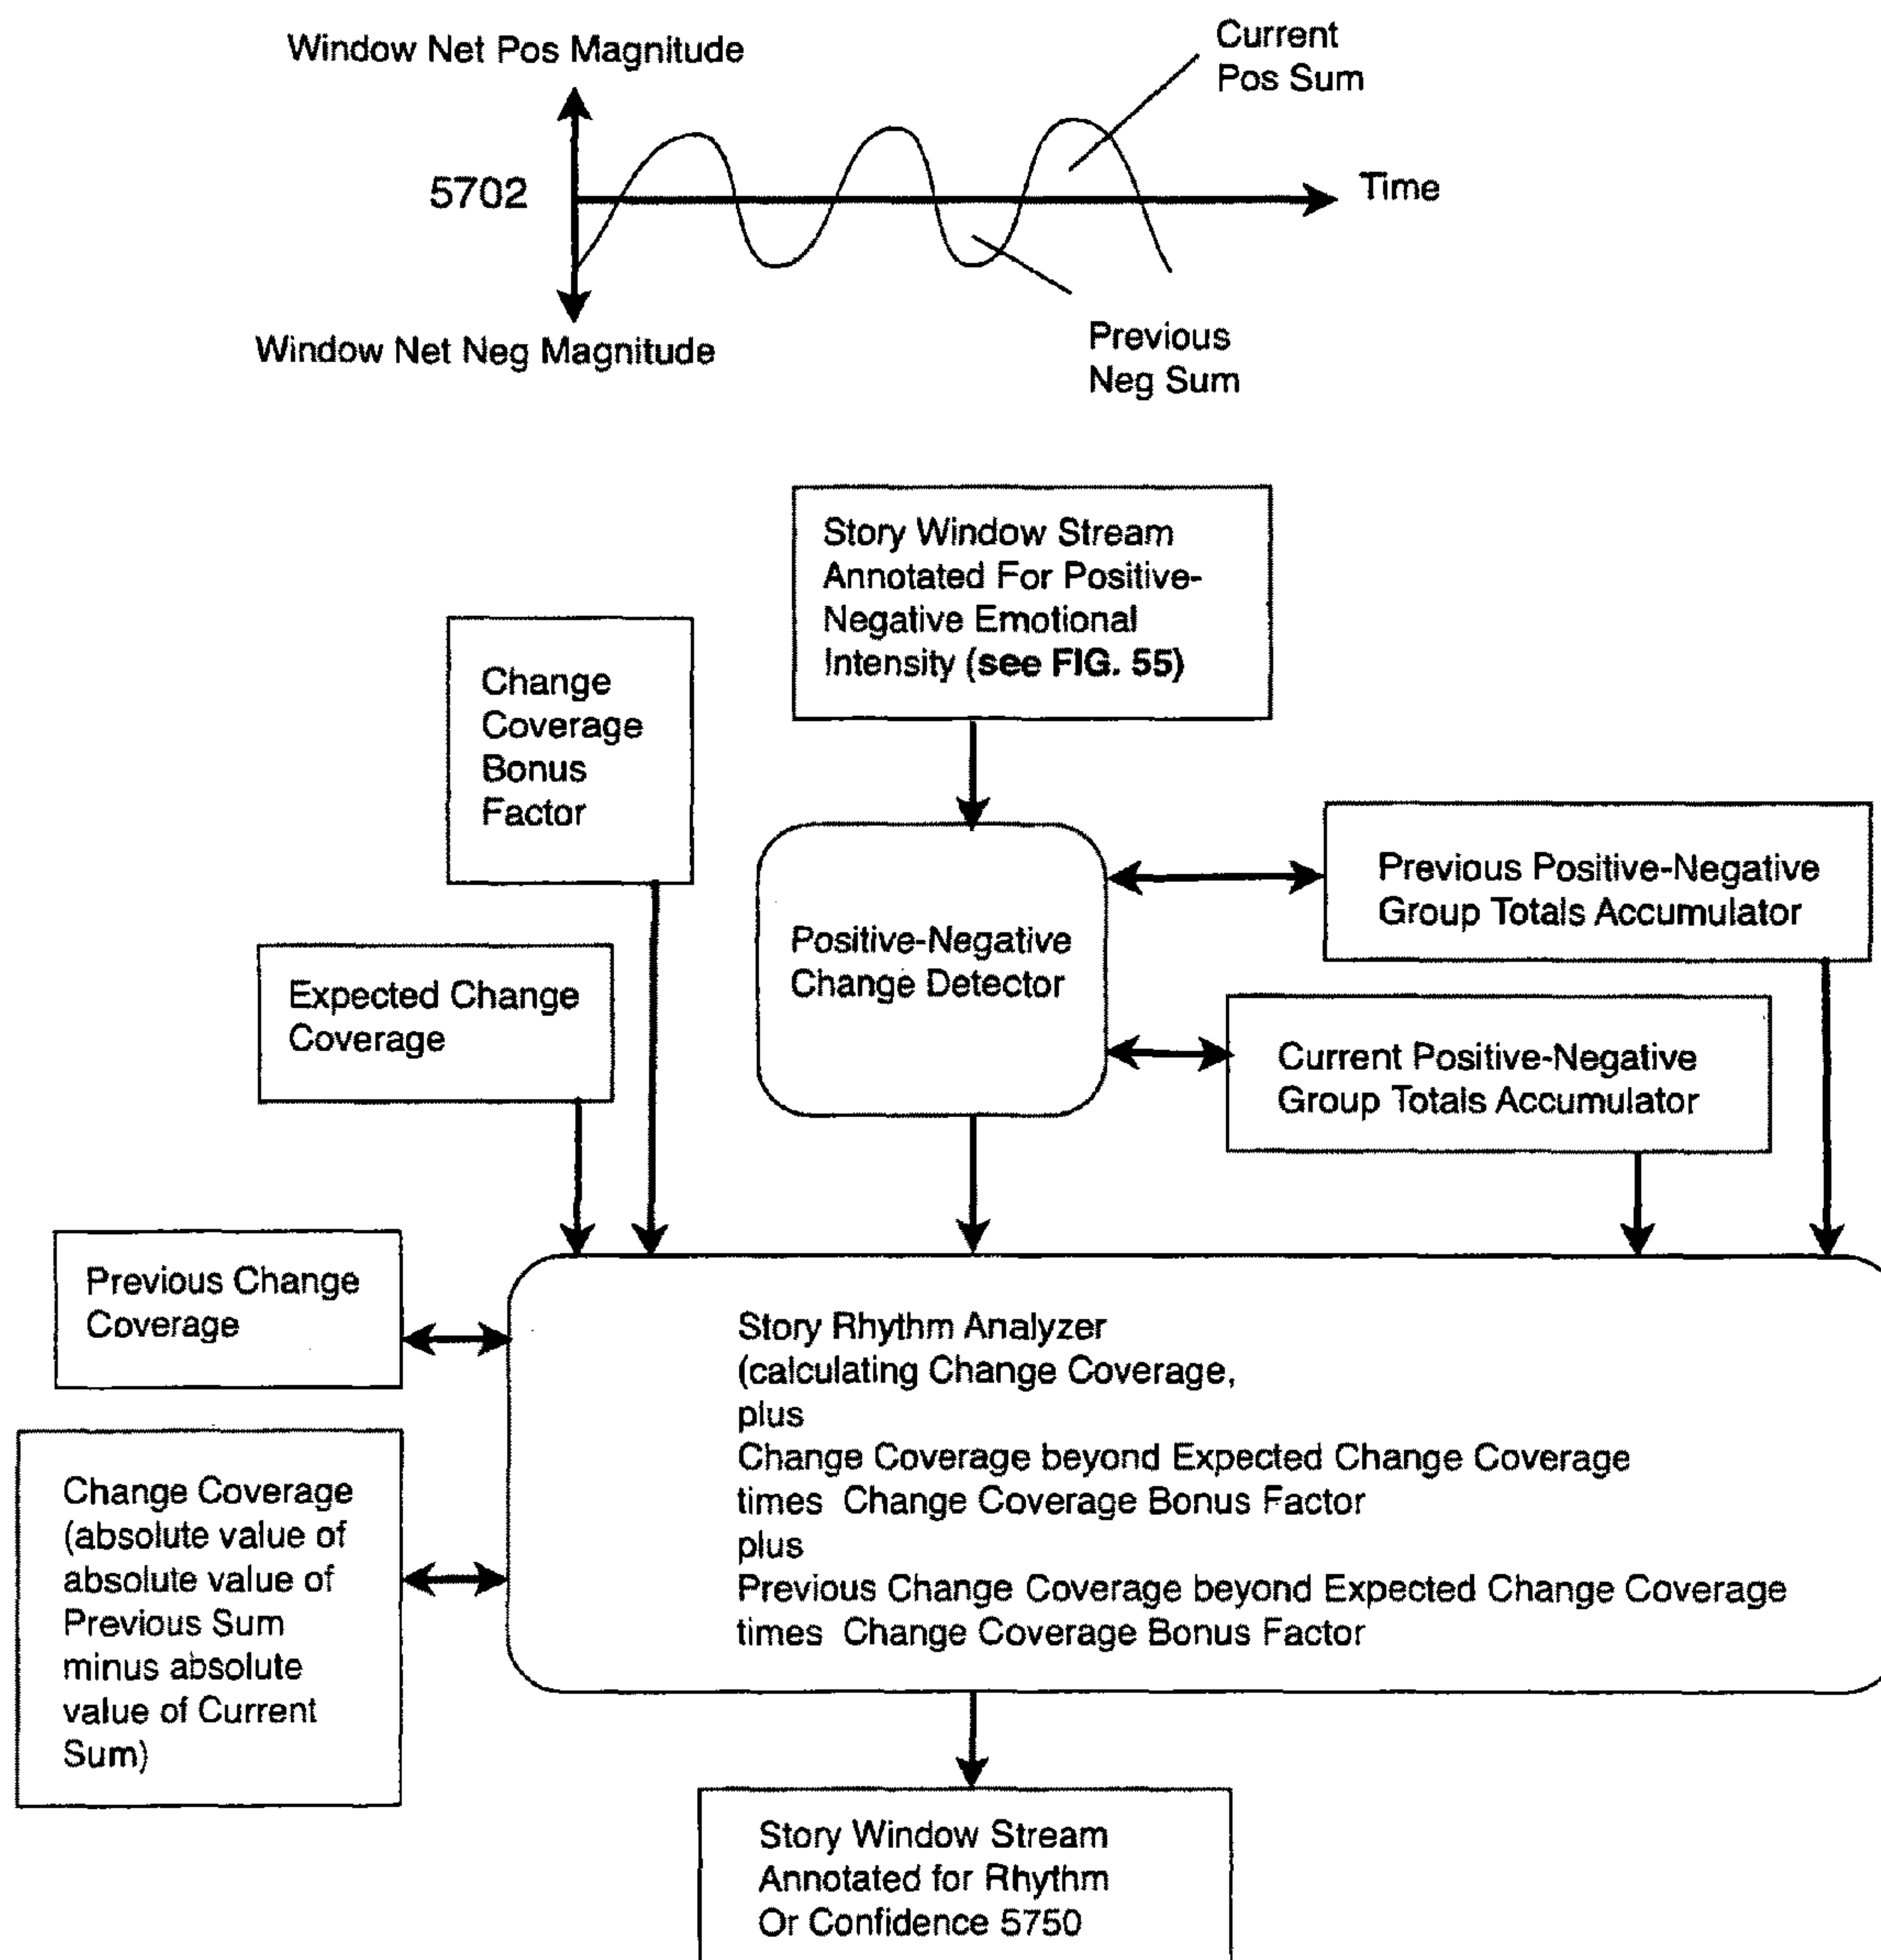 Window Net Pos Magnitude
Current
Pos Sum
5702
Time
Window Net Neg Magnitude
Previous
Neg Sum
Story Window Stream
Annotated For Positive-
Negative Emotional
Intensity (see FIG. 55)
Change
Coverage
Bonus
Factor
Previous Positive-Negative
Group Totals Accumulator
Positive-Negative
Change Detector
Expected Change
Coverage
Current Positive-Negative
Group Totals Accumulator
Previous Change
Coverage
Story Rhythm Analyzer
(calculating Change Coverage,
plus
Change Coverage beyond Expected Change Coverage
times Change Coverage Bonus Factor
plus
Previous Change Coverage beyond Expected Change Coverage
times Change Coverage Bonus Factor
Change Coverage
(absolute value of
absolute value of
Previous Sum
minus absolute
value of Current
Sum)
Story Window Stream
Annotated for Rhythm
Or Confidence 5750